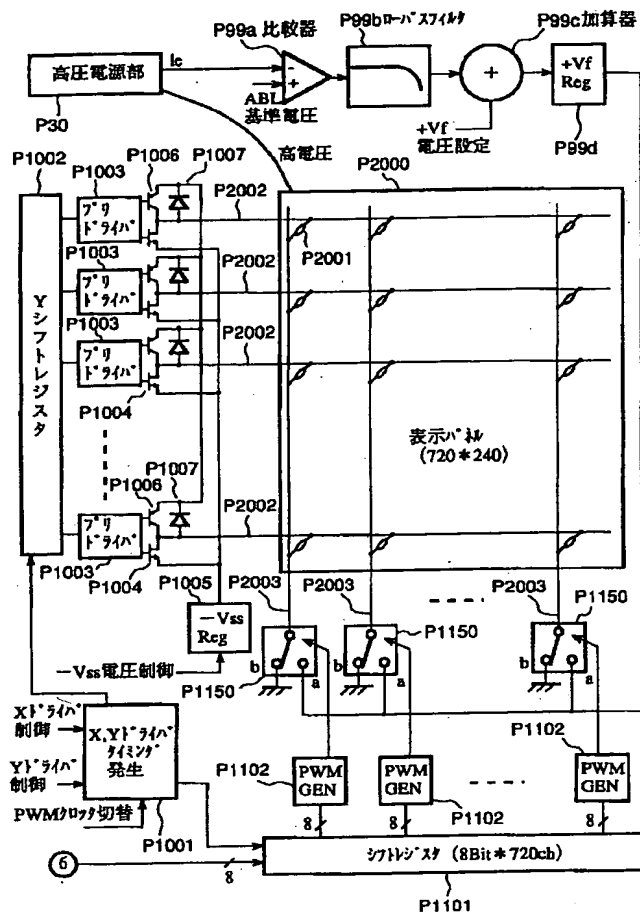 P99a 比較器
P99b ローパスフィルタ
P99c 加算器
高圧電源部
Ie
-
+
ABL
基準電圧
+
+Vf
Reg
P30
+Vf
電圧設定
P99d
高電圧
P1002
P1003
P1006
P1007
P2000
プリ
ドライバ
P2002
P2001
P1003
プリ
ドライバ
P2002
P1003
プリ
ドライバ
P2002
Yシフトレジスタ
P1004
表示パネル
(720*240)
P1007
P1006
プリ
ドライバ
P2002
P1003
P1004
P1005
P2003
P2003
P2003
P1150
-Vss
Reg
P1150
b
a
b
a
b
a
-Vss電圧制御
P1150
Xドライバ
制御
X,Yドライバ
タイミング
発生
P1102
P1102
Yドライバ
制御
PWM
GEN
PWM
GEN
PWM
GEN
PWMクロック切替
P1102
P1001
8
8
8
6
8
シフトレジスタ (8Bit*720ch)
P1101